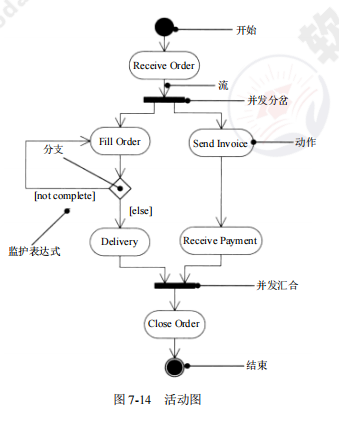 开始
Receive Order
流
并发分岔
Fill Order
Send Invoice
动作
分支
[not complete]
[else]
监护表达式
Delivery
Receive Payment
并发汇合
Close Order
结束
图 7-14 活动图